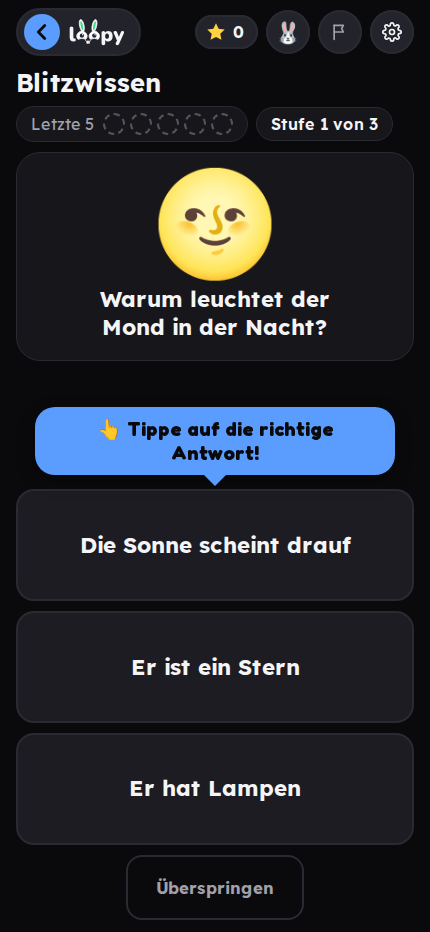 loopy
0
Blitzwissen
Letzte 5
Stufe 1 von 3
Warum leuchtet der
Mond in der Nacht?
👆 Tippe auf die richtige
Antwort!
Die Sonne scheint drauf
Er ist ein Stern
Er hat Lampen
Überspringen